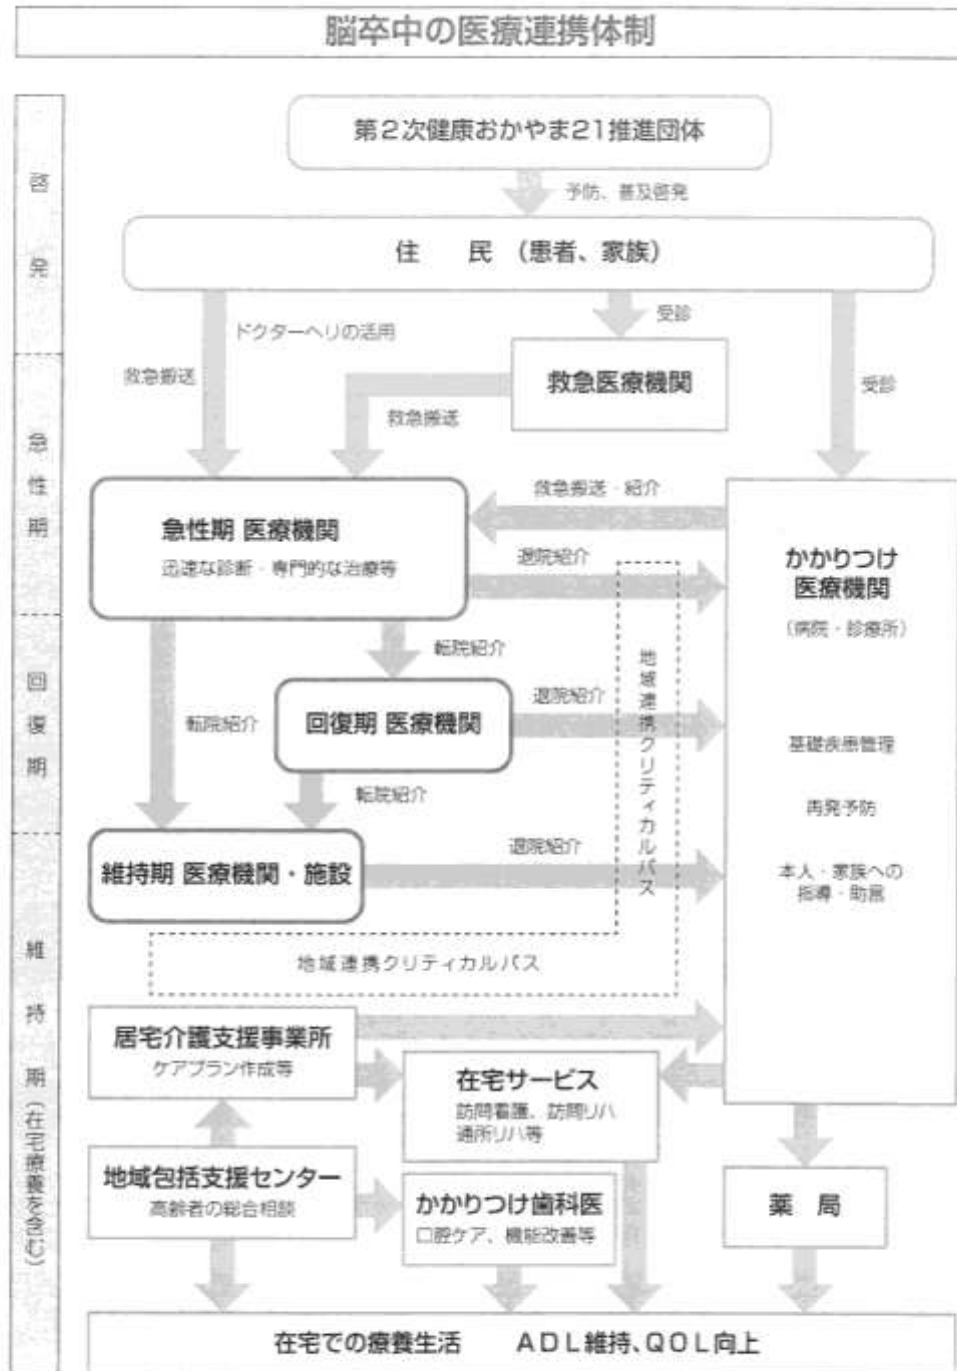 脳卒中の医療連携体制
啓発
第2次健康おかやま21推進団体
予防、普及啓発
住 民 (患者、家族)
ドクターヘリの活用
受診
救急搬送
救急医療機関
受診
救急搬送
急性期
救急搬送・紹介
急性期 医療機関
迅速な診断・専門的な治療等
退院紹介
かかりつけ
医療機関
(病院・診療所)
転院紹介
地域連携クリティカルパス
回復期
回復期 医療機関
退院紹介
転院紹介
基礎疾患管理
転院紹介
再発予防
維持期 医療機関・施設
退院紹介
本人・家族への
指導・助言
地域連携クリティカルパス
維持期(在宅療養を含む)
居宅介護支援事業所
ケアプラン作成等
在宅サービス
訪問看護、訪問リハ
通所リハ等
地域包括支援センター
高齢者の総合相談
かかりつけ歯科医
口腔ケア、機能改善等
薬 局
在宅での療養生活 ADL維持、QOL向上